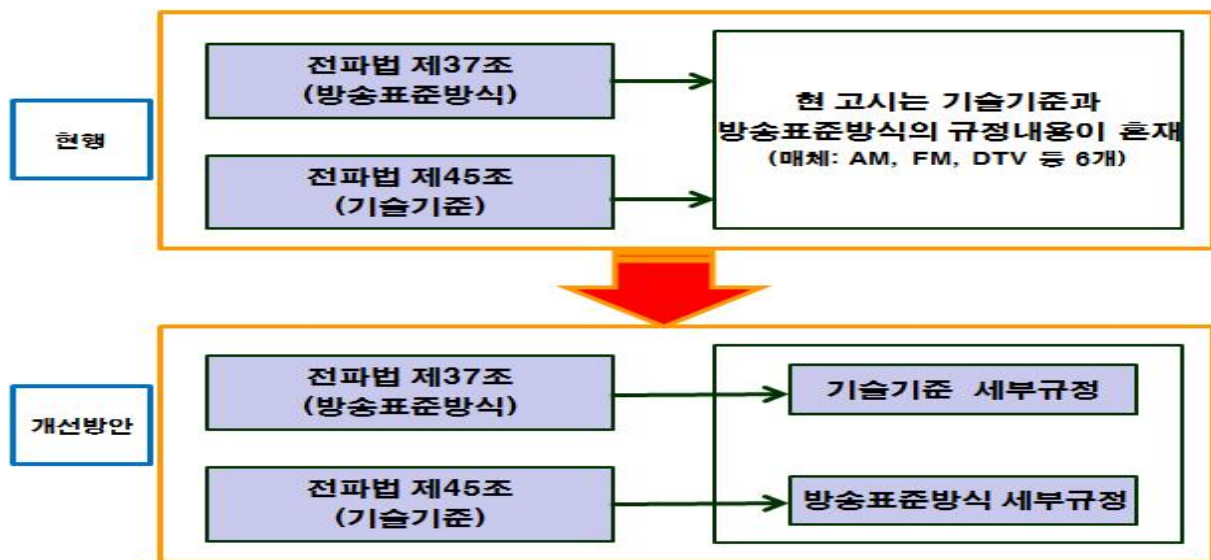 현행
전파법 제37조
(방송표준방식)
전파법 제45조
(기술기준)
현 고시는 기술기준과
방송표준방식의 규정내용이 혼재
(매체: AM, FM, DTV 등 6개)
개선방안
전파법 제37조
(방송표준방식)
기술기준 세부규정
전파법 제45조
(기술기준)
방송표준방식 세부규정